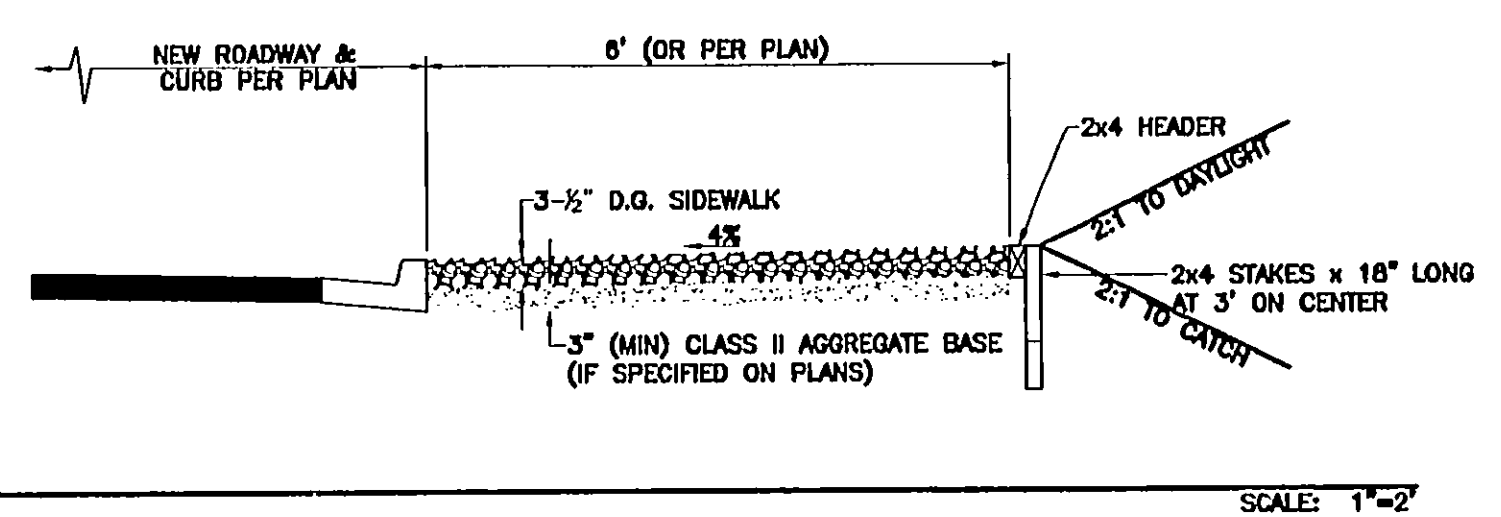 NEW ROADWAY &
CURB PER PLAN
6' (OR PER PLAN)
2x4 HEADER
2:1 TO DAYLIGHT
3-½" D.G. SIDEWALK
4%
2x4 STAKES x 18" LONG
AT 3' ON CENTER
2:1 TO CATCH
3" (MIN) CLASS II AGGREGATE BASE
(IF SPECIFIED ON PLANS)
SCALE: 1"=2'